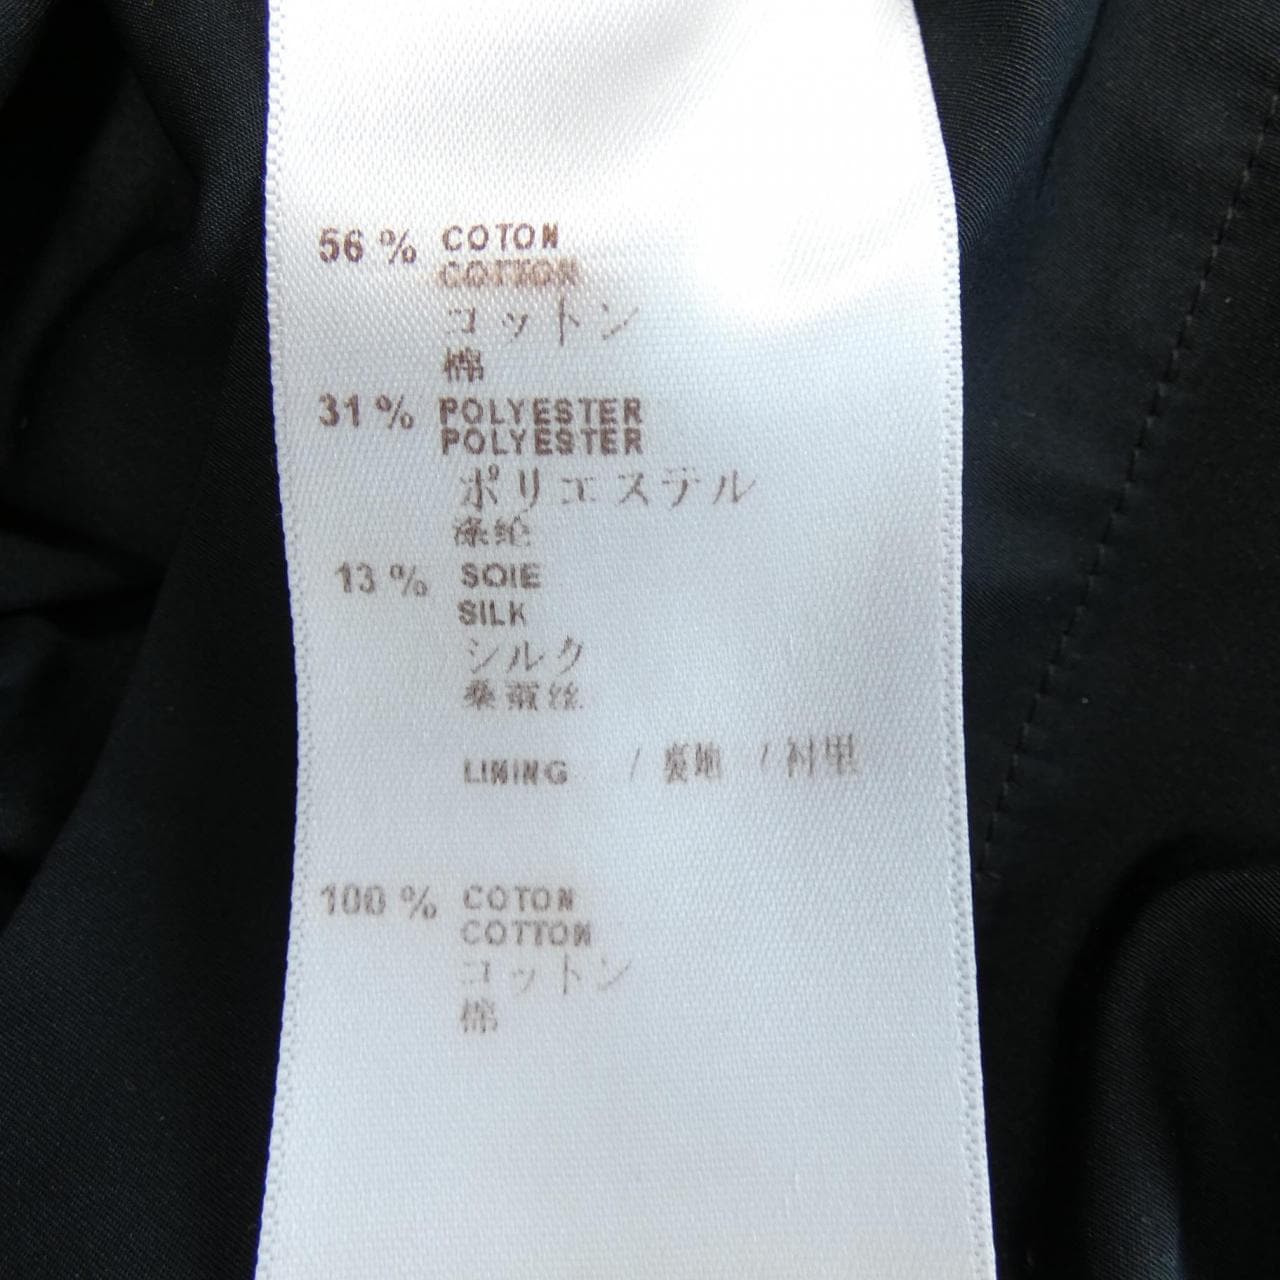 56 % COTON
COTTON
コットン
棉
31 % POLYESTER
POLYESTER
ポリエステル
涤纶
13 % SOIE
SILK
シルク
桑蚕丝
LINING / 裏地 / 衬里
100 % COTON
COTTON
コットン
棉